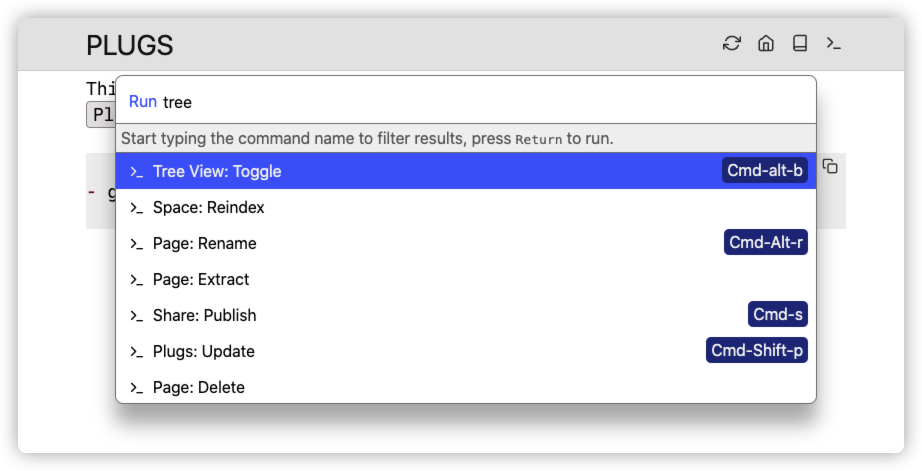 PLUGS
Thi
Run tree
Pl
Start typing the command name to filter results, press Return to run.
>_ Tree View: Toggle Cmd-alt-b
>_ Space: Reindex
- g
>_ Page: Rename Cmd-Alt-r
>_ Page: Extract
>_ Share: Publish Cmd-s
>_ Plugs: Update Cmd-Shift-p
>_ Page: Delete